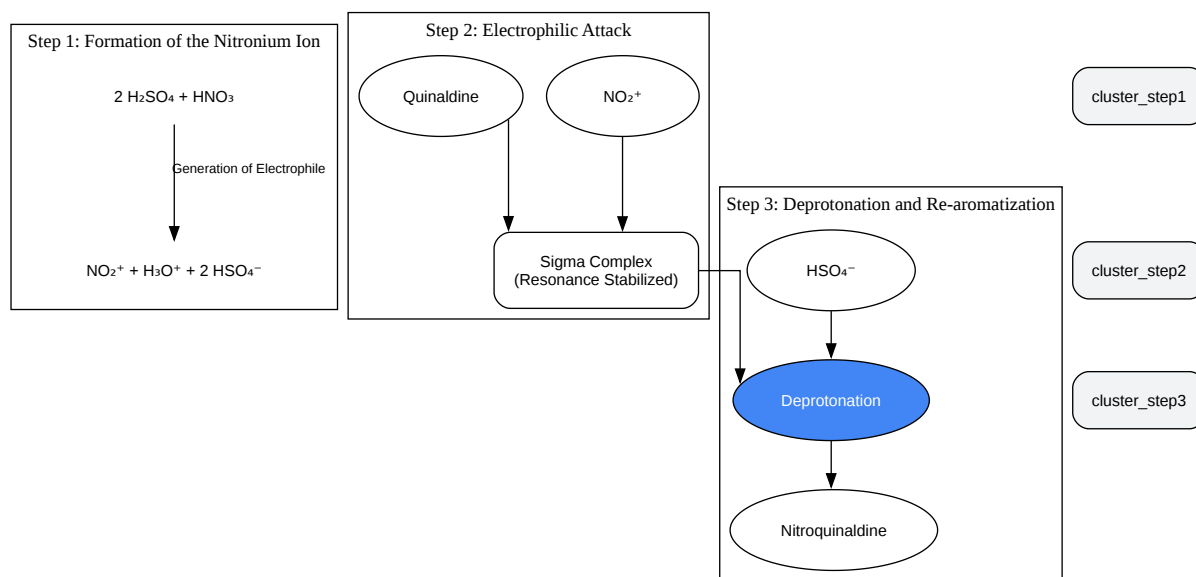 Step 1: Formation of the Nitronium Ion
2 H₂SO₄ + HNO₃
Generation of Electrophile
NO₂⁺ + H₃O⁺ + 2 HSO₄⁻
Step 2: Electrophilic Attack
Quinaldine
NO₂⁺
Sigma Complex
(Resonance Stabilized)
Step 3: Deprotonation and Re-aromatization
HSO₄⁻
Deprotonation
Nitroquinaldine
cluster_step1
cluster_step2
cluster_step3